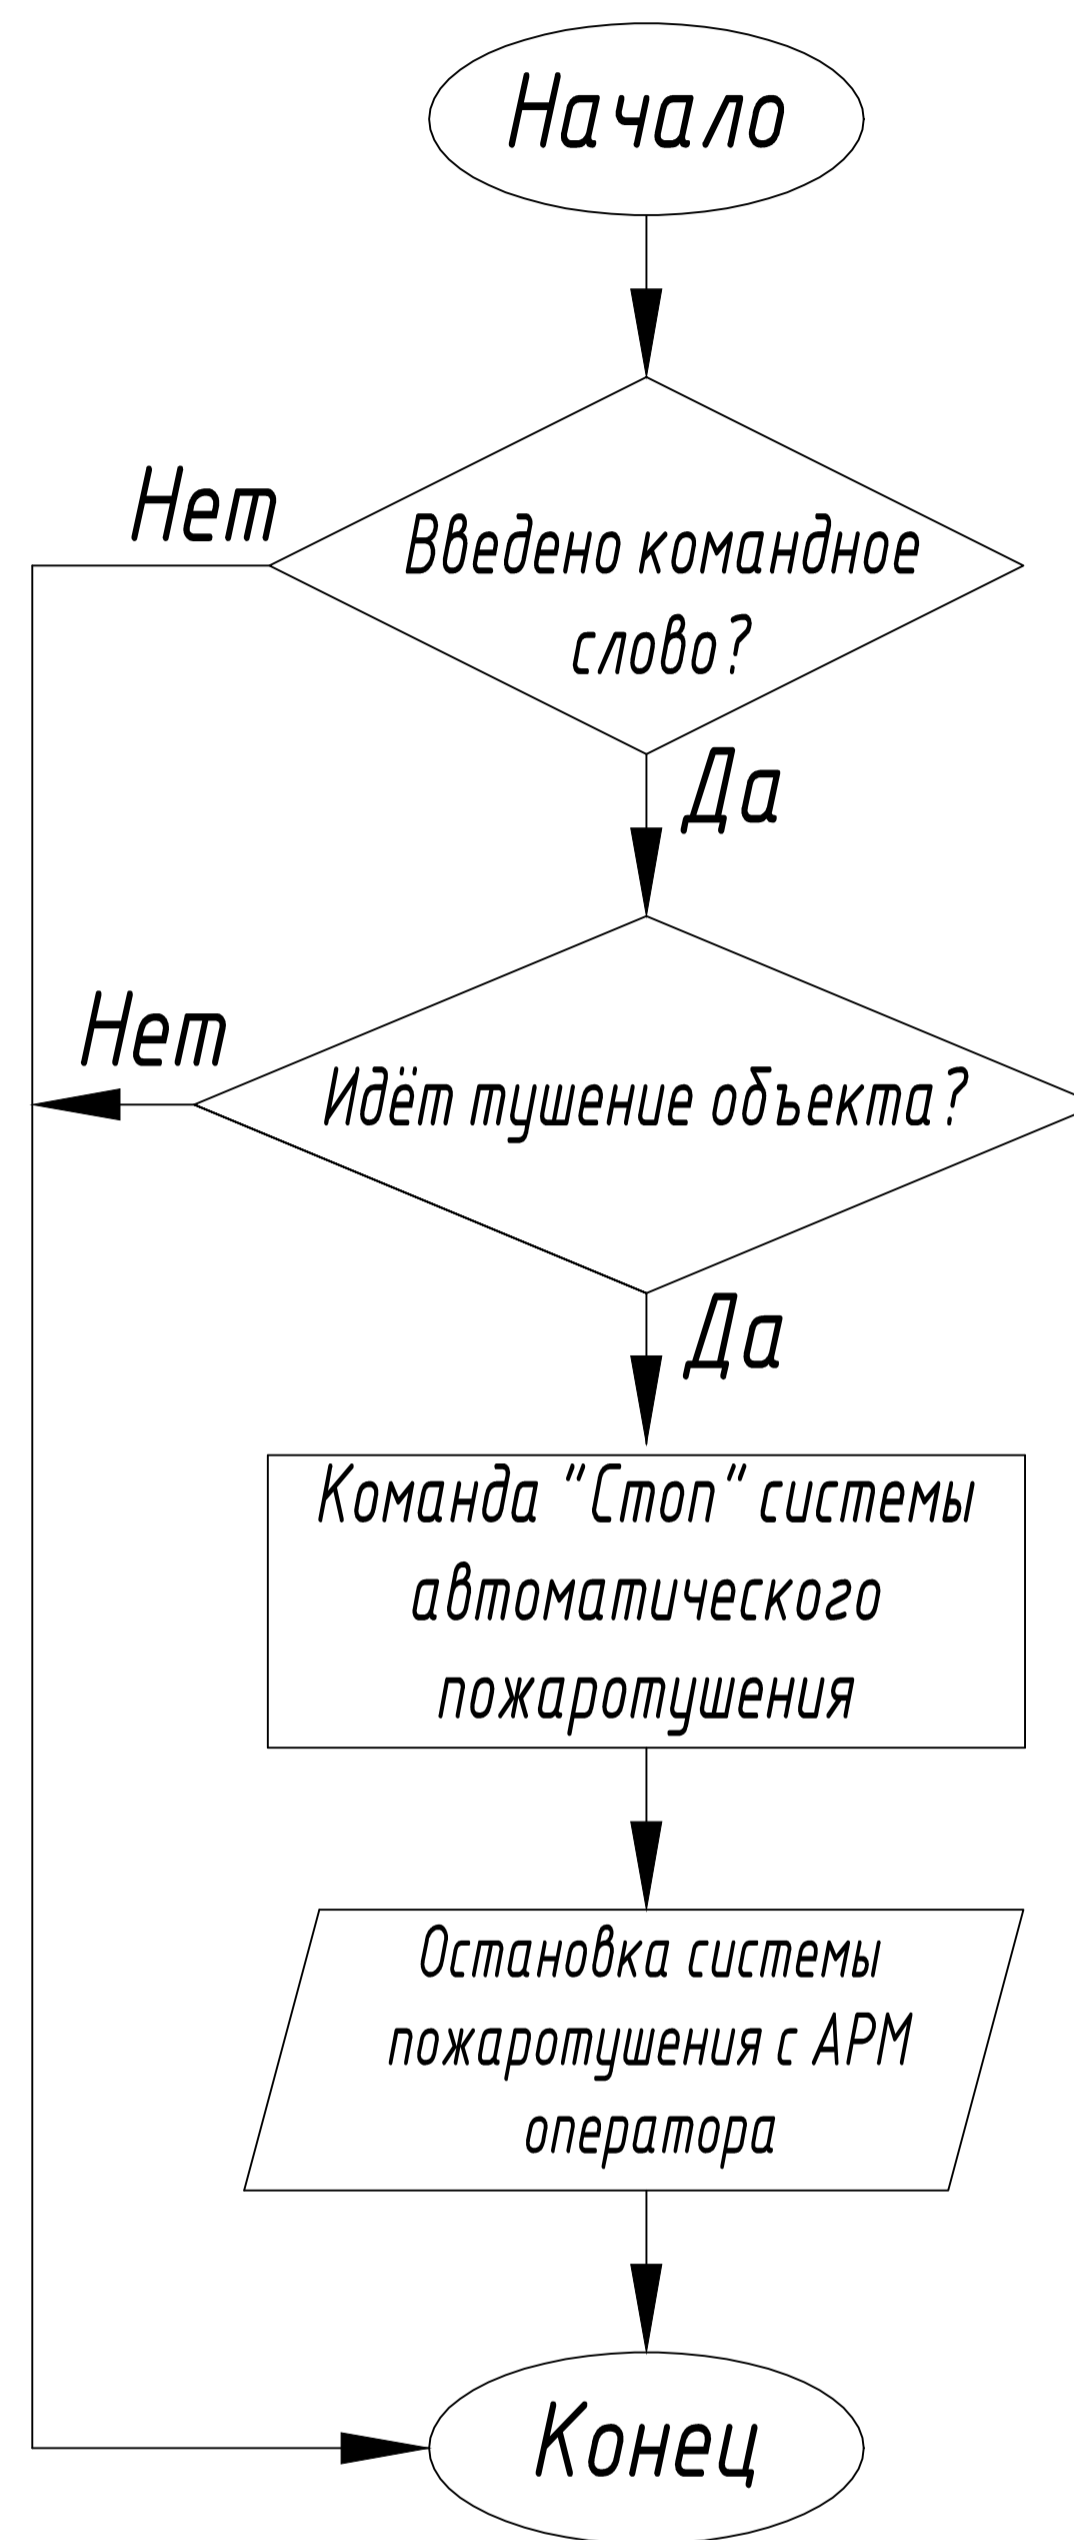 Начало
Нет
Введено командное
слово?
Да
Нет
Идёт тушение объекта?
Да
Команда "Стоп" системы
автоматического
пожаротушения
Остановка системы
пожаротушения с АРМ
оператора
Конец